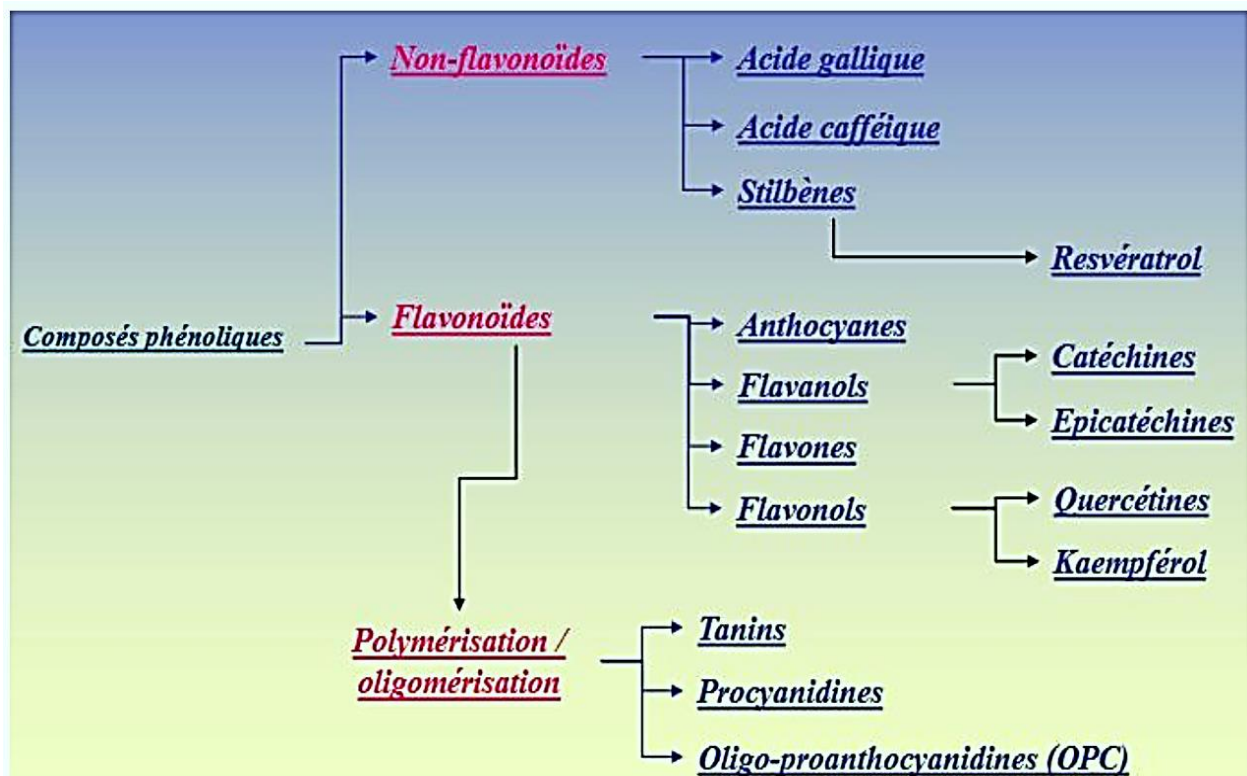 Non-flavonoïdes
Acide gallique
Acide cafféique
Stilbènes
Resvératrol
Composés phénoliques
Flavonoïdes
Anthocyanes
Flavanols
Catéchines
Epicatéchines
Flavones
Flavonols
Quercétines
Kaempférol
Polymérisation /
oligomérisation
Tanins
Procyanidines
Oligo-proanthocyanidines (OPC)